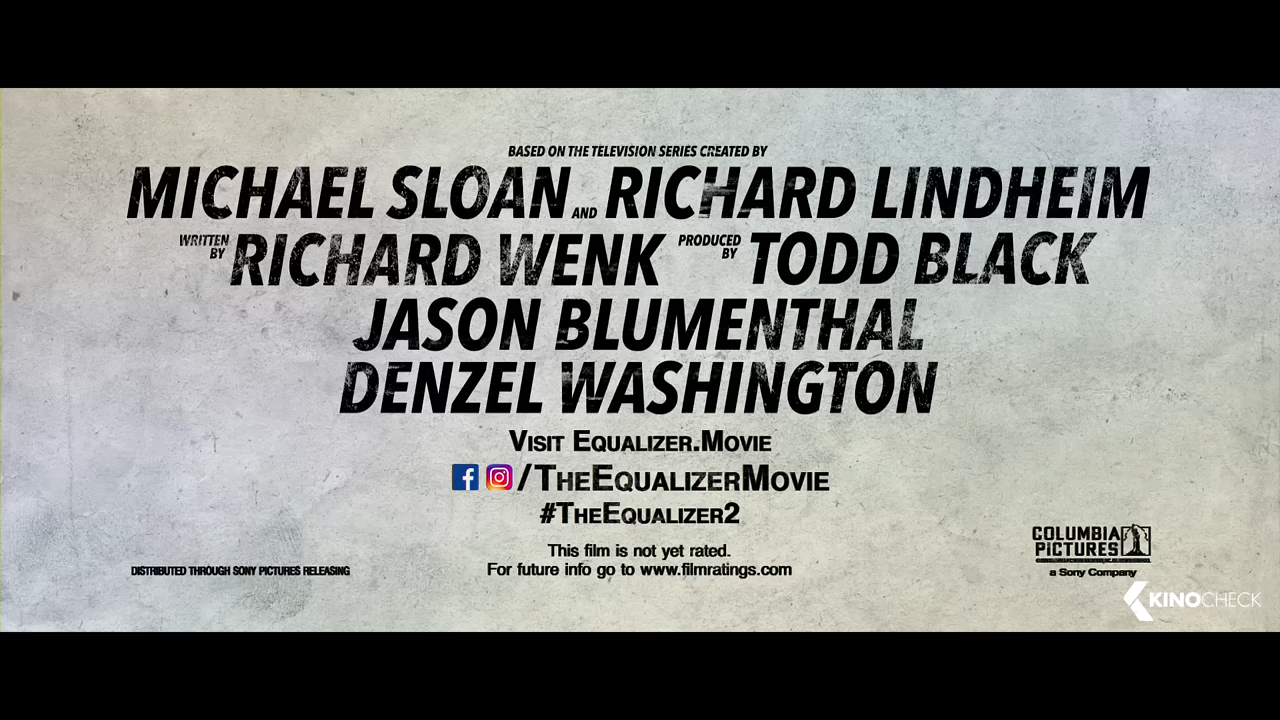 BASED ON THE TELEVISION SERIES CREATED BY
MICHAEL SLOAN AND RICHARD LINDHEIM
WRITTEN BY RICHARD WENK PRODUCED BY TODD BLACK
JASON BLUMENTHAL
DENZEL WASHINGTON
VISIT EQUALIZER.MOVIE
/THEEQUALIZERMOVIE
#THEEQUALIZER2
This film is not yet rated.
For future info go to www.filmratings.com
DISTRIBUTED THROUGH SONY PICTURES RELEASING
COLUMBIA
PICTURES
a Sony Company
KINOCHECK